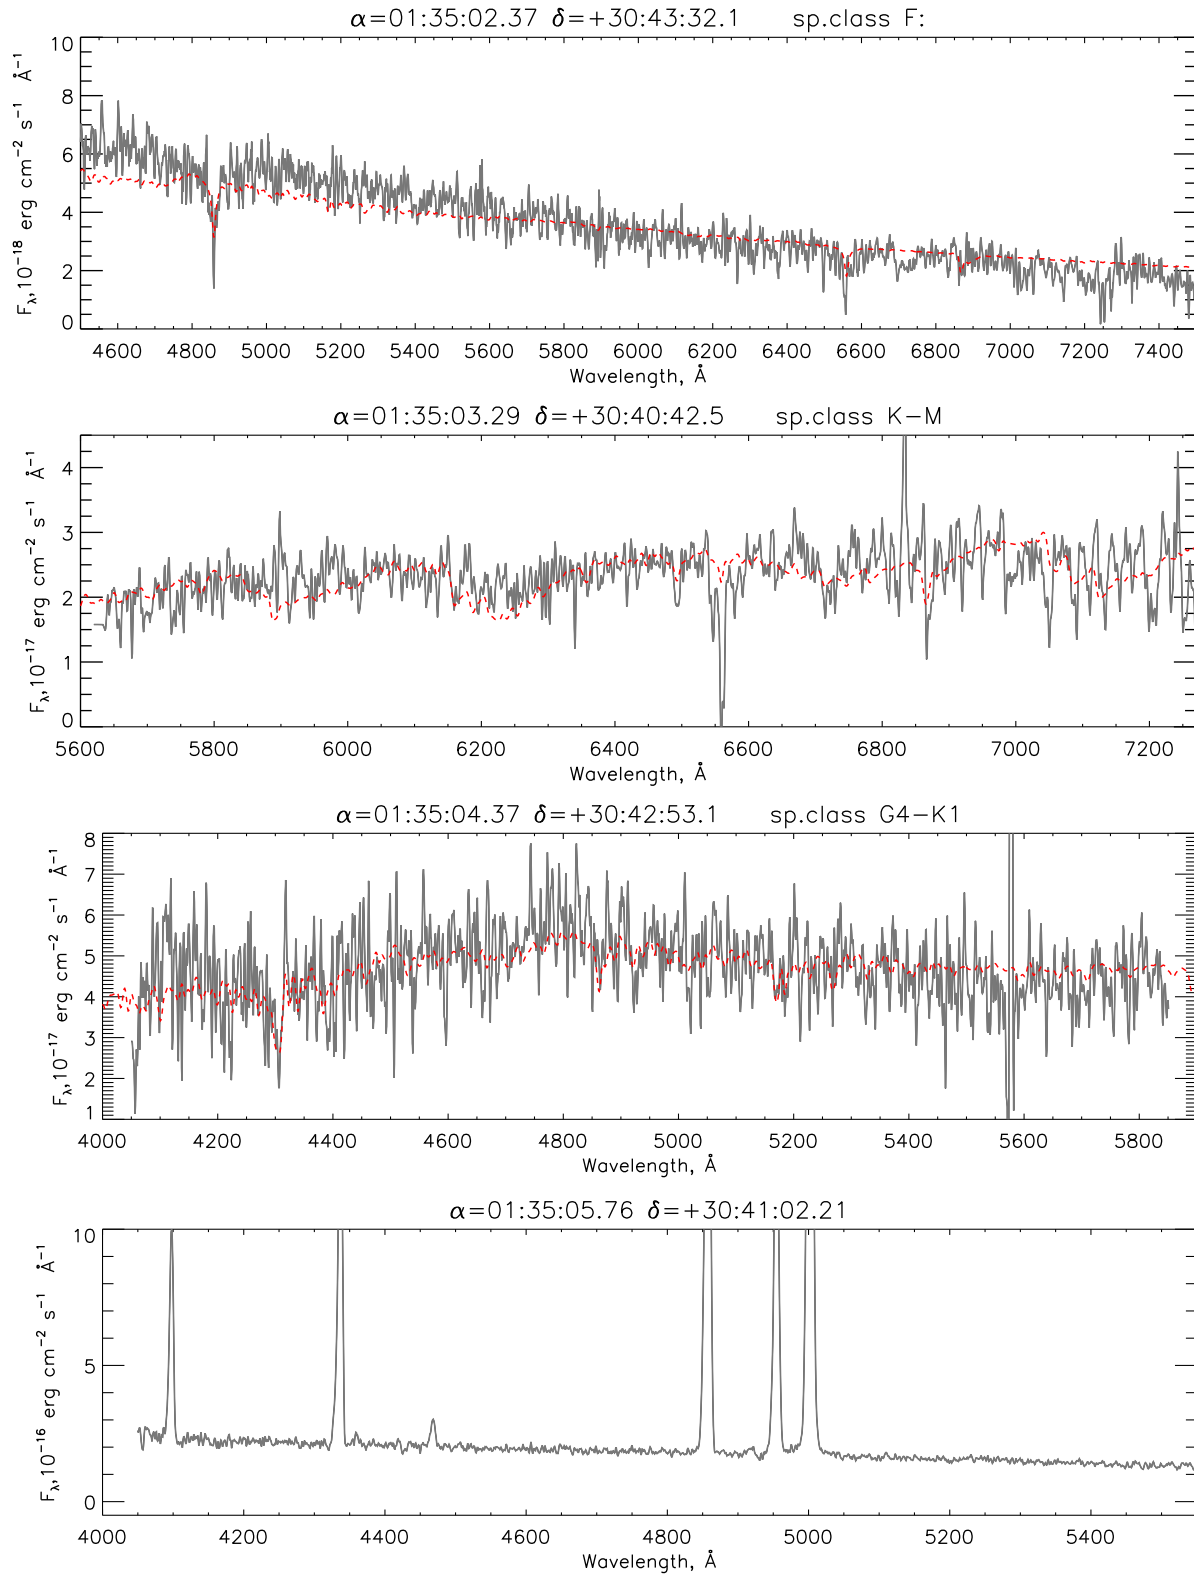 α=01:35:02.37 δ=+30:43:32.1 sp.class F:
10
8
6
4
2
0
F_λ,10⁻¹⁸ erg cm⁻² s⁻¹ Å⁻¹
4600 4800 5000 5200 5400 5600 5800 6000 6200 6400 6600 6800 7000 7200 7400
Wavelength, Å
α=01:35:03.29 δ=+30:40:42.5 sp.class K−M
4
3
2
1
0
F_λ,10⁻¹⁷ erg cm⁻² s⁻¹ Å⁻¹
5600 5800 6000 6200 6400 6600 6800 7000 7200
Wavelength, Å
α=01:35:04.37 δ=+30:42:53.1 sp.class G4−K1
8
7
6
5
4
3
2
1
F_λ,10⁻¹⁷ erg cm⁻² s⁻¹ Å⁻¹
4000 4200 4400 4600 4800 5000 5200 5400 5600 5800
Wavelength, Å
α=01:35:05.76 δ=+30:41:02.21
10
5
0
F_λ,10⁻¹⁶ erg cm⁻² s⁻¹ Å⁻¹
4000 4200 4400 4600 4800 5000 5200 5400
Wavelength, Å